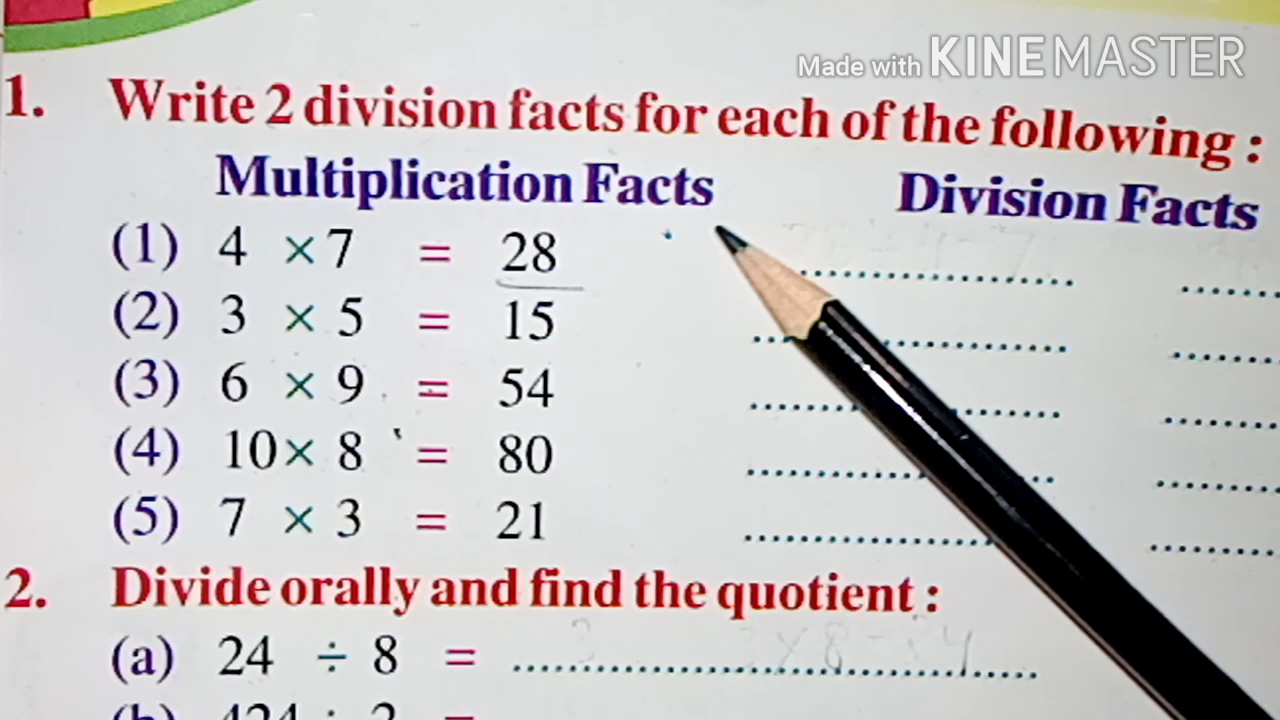 Made with KINEMASTER
1. Write 2 division facts for each of the following :
Multiplication Facts Division Facts
(1) 4 × 7 = 28 .................... ......
(2) 3 × 5 = 15 .................... ......
(3) 6 × 9 = 54 .................... ......
(4) 10 × 8 = 80 .................... ......
(5) 7 × 3 = 21 .................... ......
2. Divide orally and find the quotient :
(a) 24 ÷ 8 = ........................................